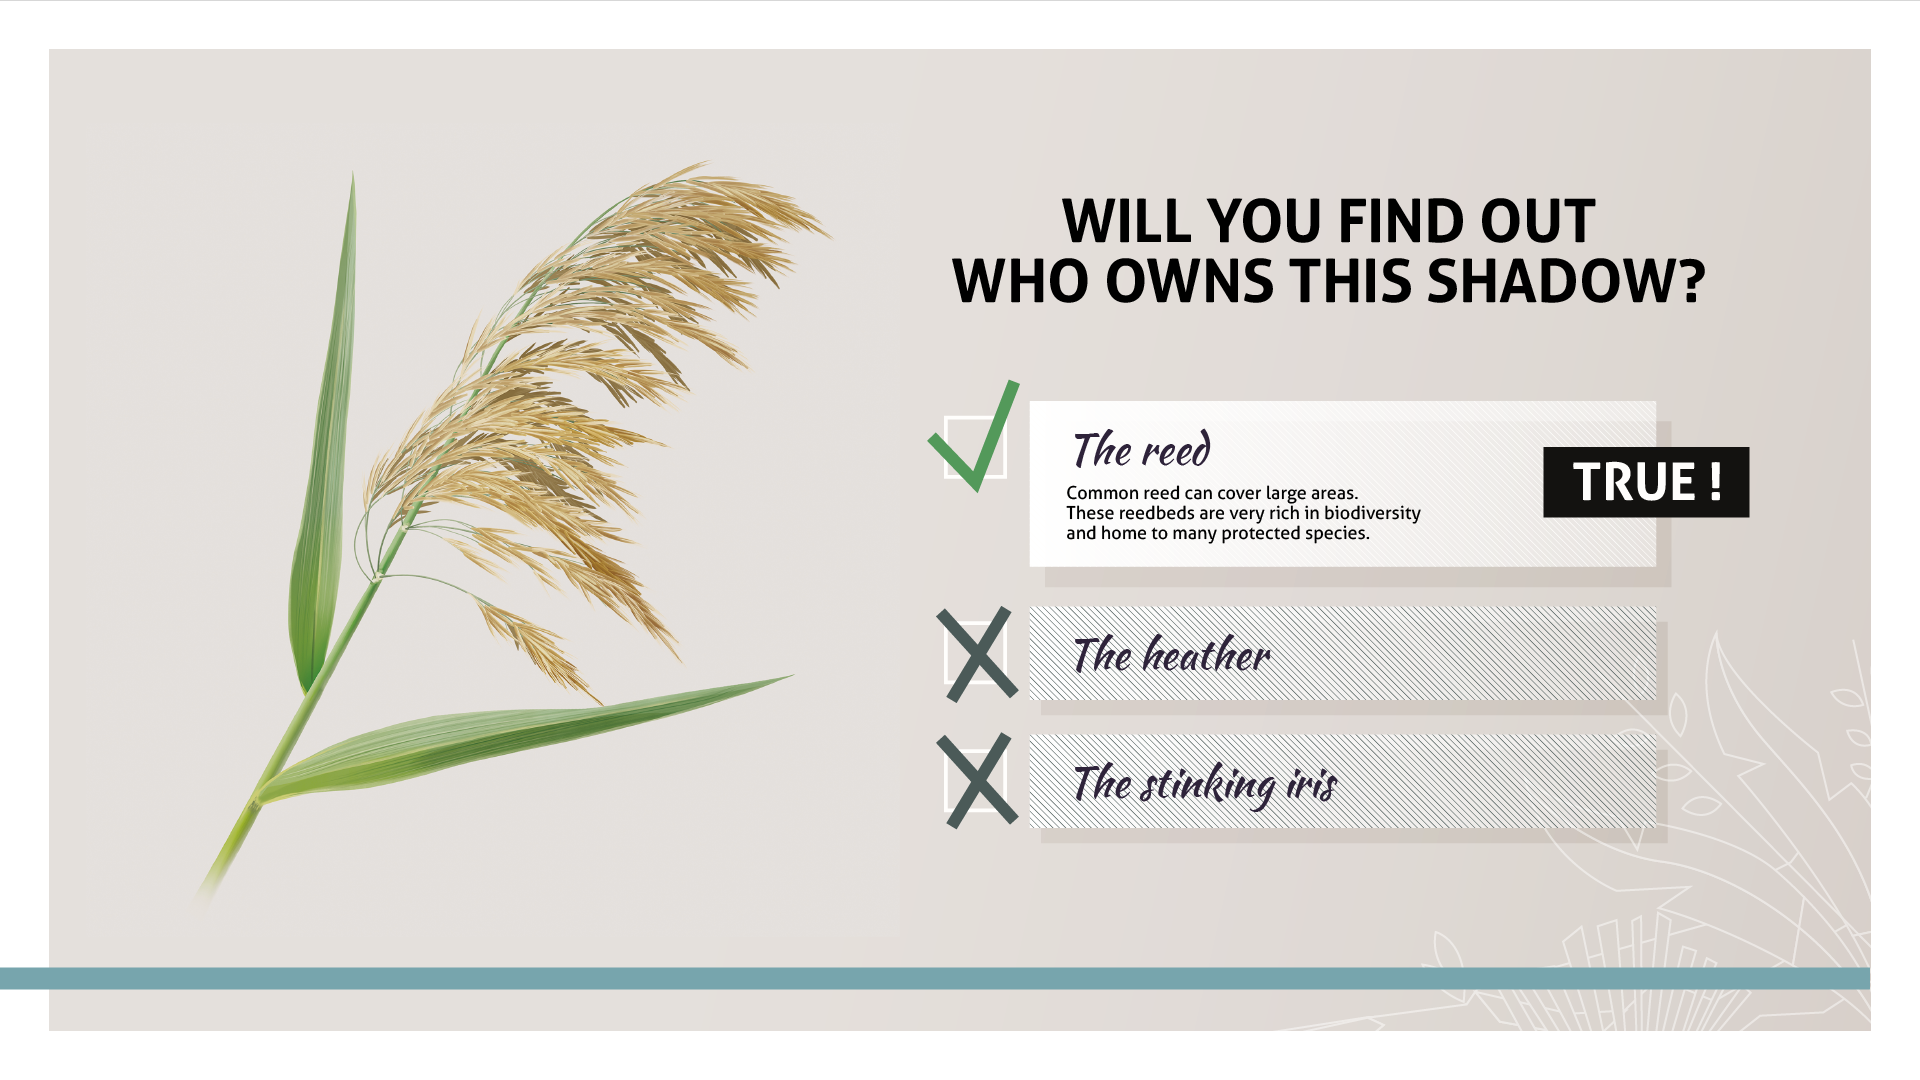 WILL YOU FIND OUT
WHO OWNS THIS SHADOW?
The reed
Common reed can cover large areas.
These reedbeds are very rich in biodiversity
and home to many protected species.
TRUE !
The heather
The stinking iris